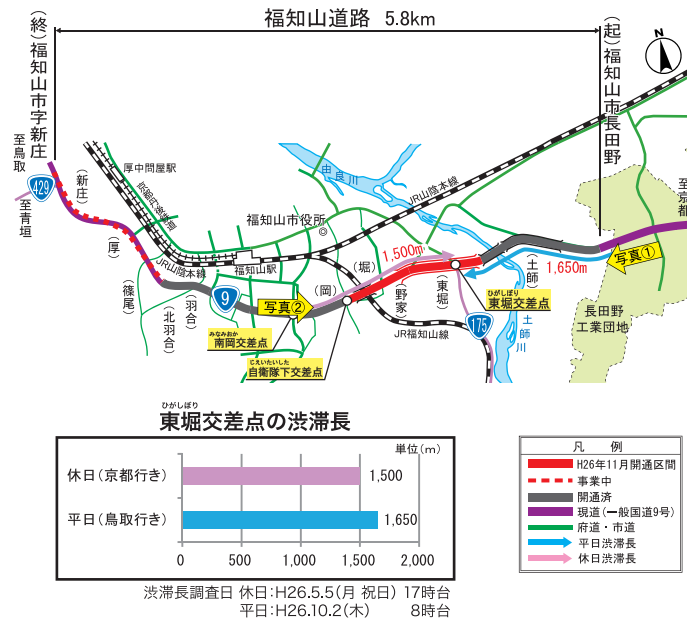 福知山道路 5.8km
(終)福知山市字新庄
(起)福知山市長田野
N
至鳥取
429
至青垣
(新庄)
(厚)
(篠尾)
(北羽合)
(羽合)
厚中問屋駅
JR山陰本線
福知山駅
福知山市役所
由良川
JR山陰本線
至京都
9
写真②
(岡)
(堀)
1,500m
(野家)
(東堀)
(土師)
1,650m
写真①
ひがしぼり
東堀交差点
みなみおか
南岡交差点
じえいたいした
自衛隊下交差点
JR福知山線
175
土師川
長田野
工業団地
ひがしぼり
東堀交差点の渋滞長
単位(m)
休日(京都行き)
1,500
平日(鳥取行き)
1,650
0 500 1,000 1,500 2,000
渋滞長調査日 休日:H26.5.5(月 祝日) 17時台
平日:H26.10.2(木) 8時台
凡 例
H26年11月開通区間
事業中
開通済
現道(一般国道9号)
府道・市道
平日渋滞長
休日渋滞長